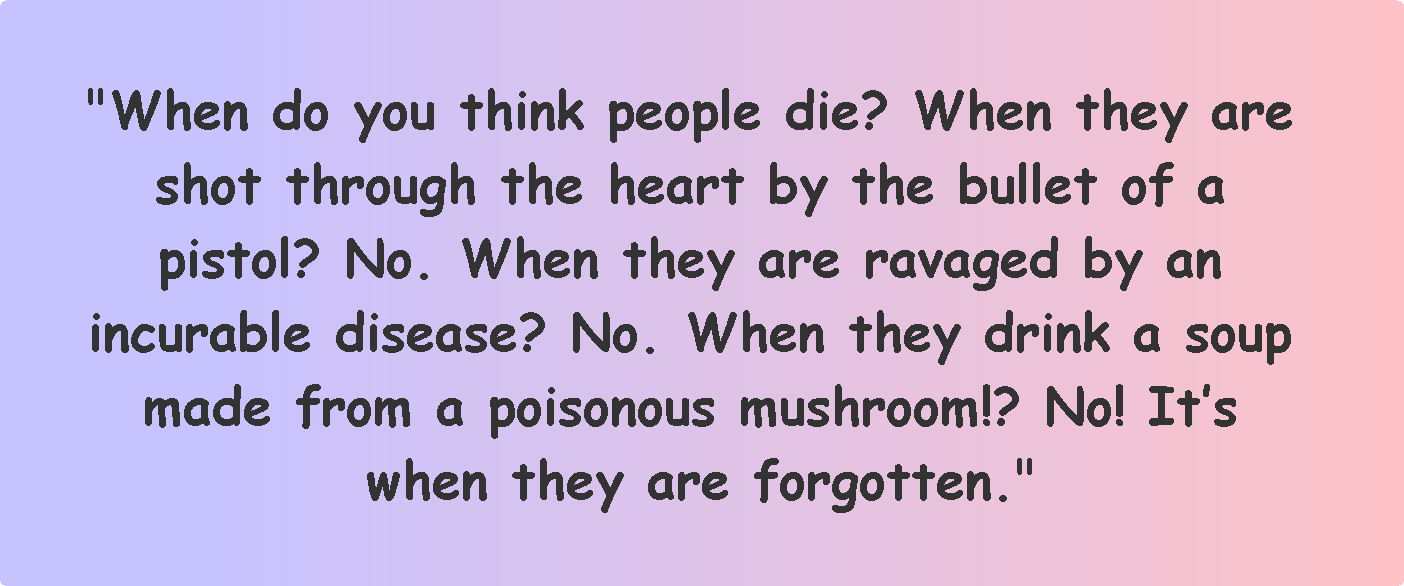 "When do you think people die? When they are
shot through the heart by the bullet of a
pistol? No. When they are ravaged by an
incurable disease? No. When they drink a soup
made from a poisonous mushroom!? No! It’s
when they are forgotten."